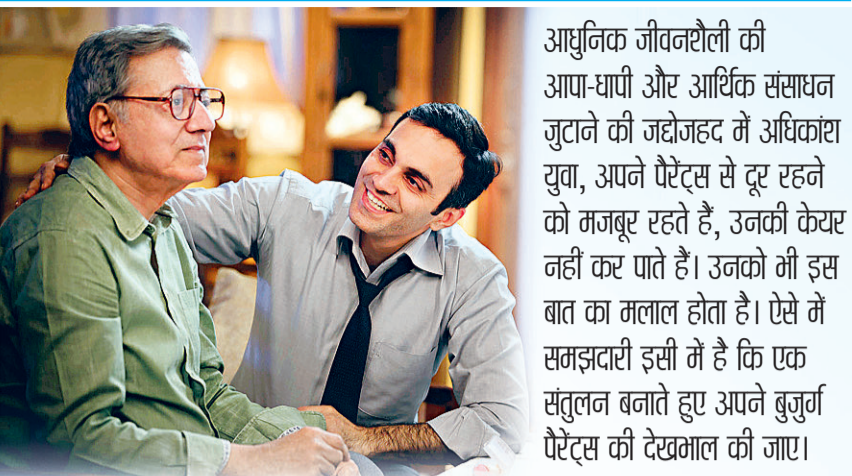 आधुनिक जीवनशैली की
आपा-धापी और आर्थिक संसाधन
जुटाने की जद्दोजहद में अधिकांश
युवा, अपने पैरेंट्स से दूर रहने
को मजबूर रहते हैं, उनकी केयर
नहीं कर पाते हैं। उनको भी इस
बात का मलाल होता है। ऐसे में
समझदारी इसी में है कि एक
संतुलन बनाते हुए अपने बुजुर्ग
पैरेंट्स की देखभाल की जाए।